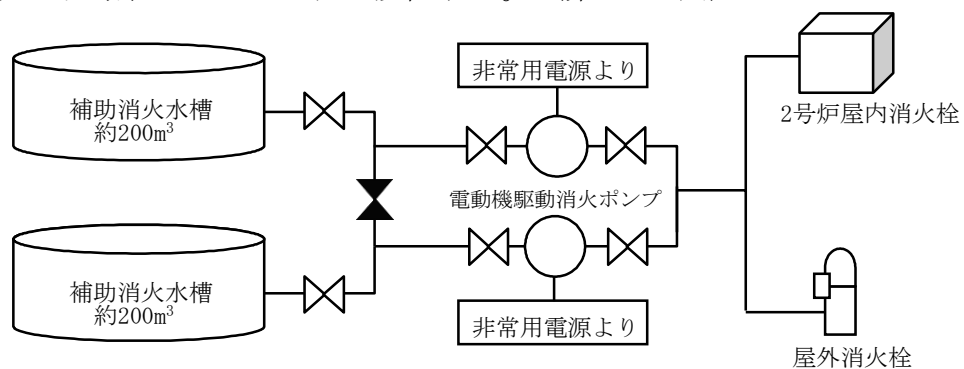 非常用電源より
補助消火水槽
約200m³
2号炉屋内消火栓
電動機駆動消火ポンプ
補助消火水槽
約200m³
非常用電源より
屋外消火栓